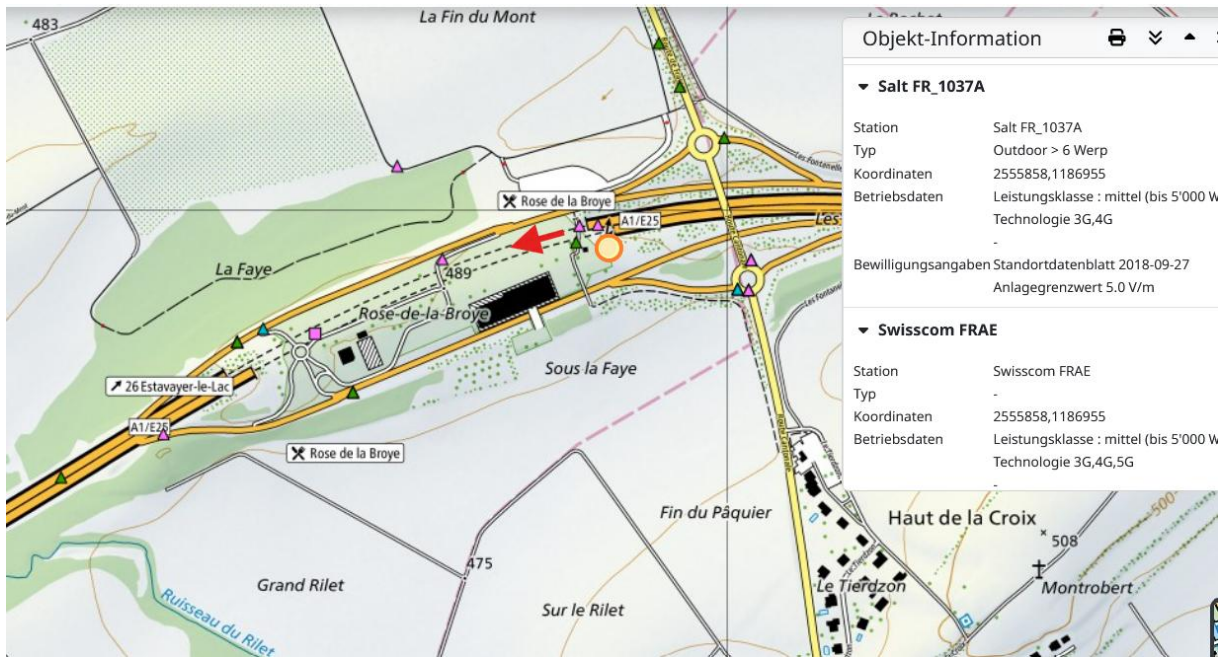 483
La Fin du Mont
Objekt-Information
Salt FR_1037A
Station Salt FR_1037A
Typ Outdoor > 6 Werp
Koordinaten 2555858,1186955
Betriebsdaten Leistungsklasse : mittel (bis 5'000 W
Technologie 3G,4G
-
Bewilligungsangaben Standortdatenblatt 2018-09-27
Anlagegrenzwert 5.0 V/m
Swisscom FRAE
Station Swisscom FRAE
Typ -
Koordinaten 2555858,1186955
Betriebsdaten Leistungsklasse : mittel (bis 5'000 W
Technologie 3G,4G,5G
-
Rose de la Broye
A1/E25
Les
La Faye
489
Rose-de-la-Broye
Sous la Faye
26 Estavayer-le-Lac
A1/E25
Rose de la Broye
Route Cantonale
Fin du Pâquier
Haut de la Croix
508
500
475
Grand Rilet
Sur le Rilet
Le Tierdzon
Montrobert
Ruisseau du Rilet